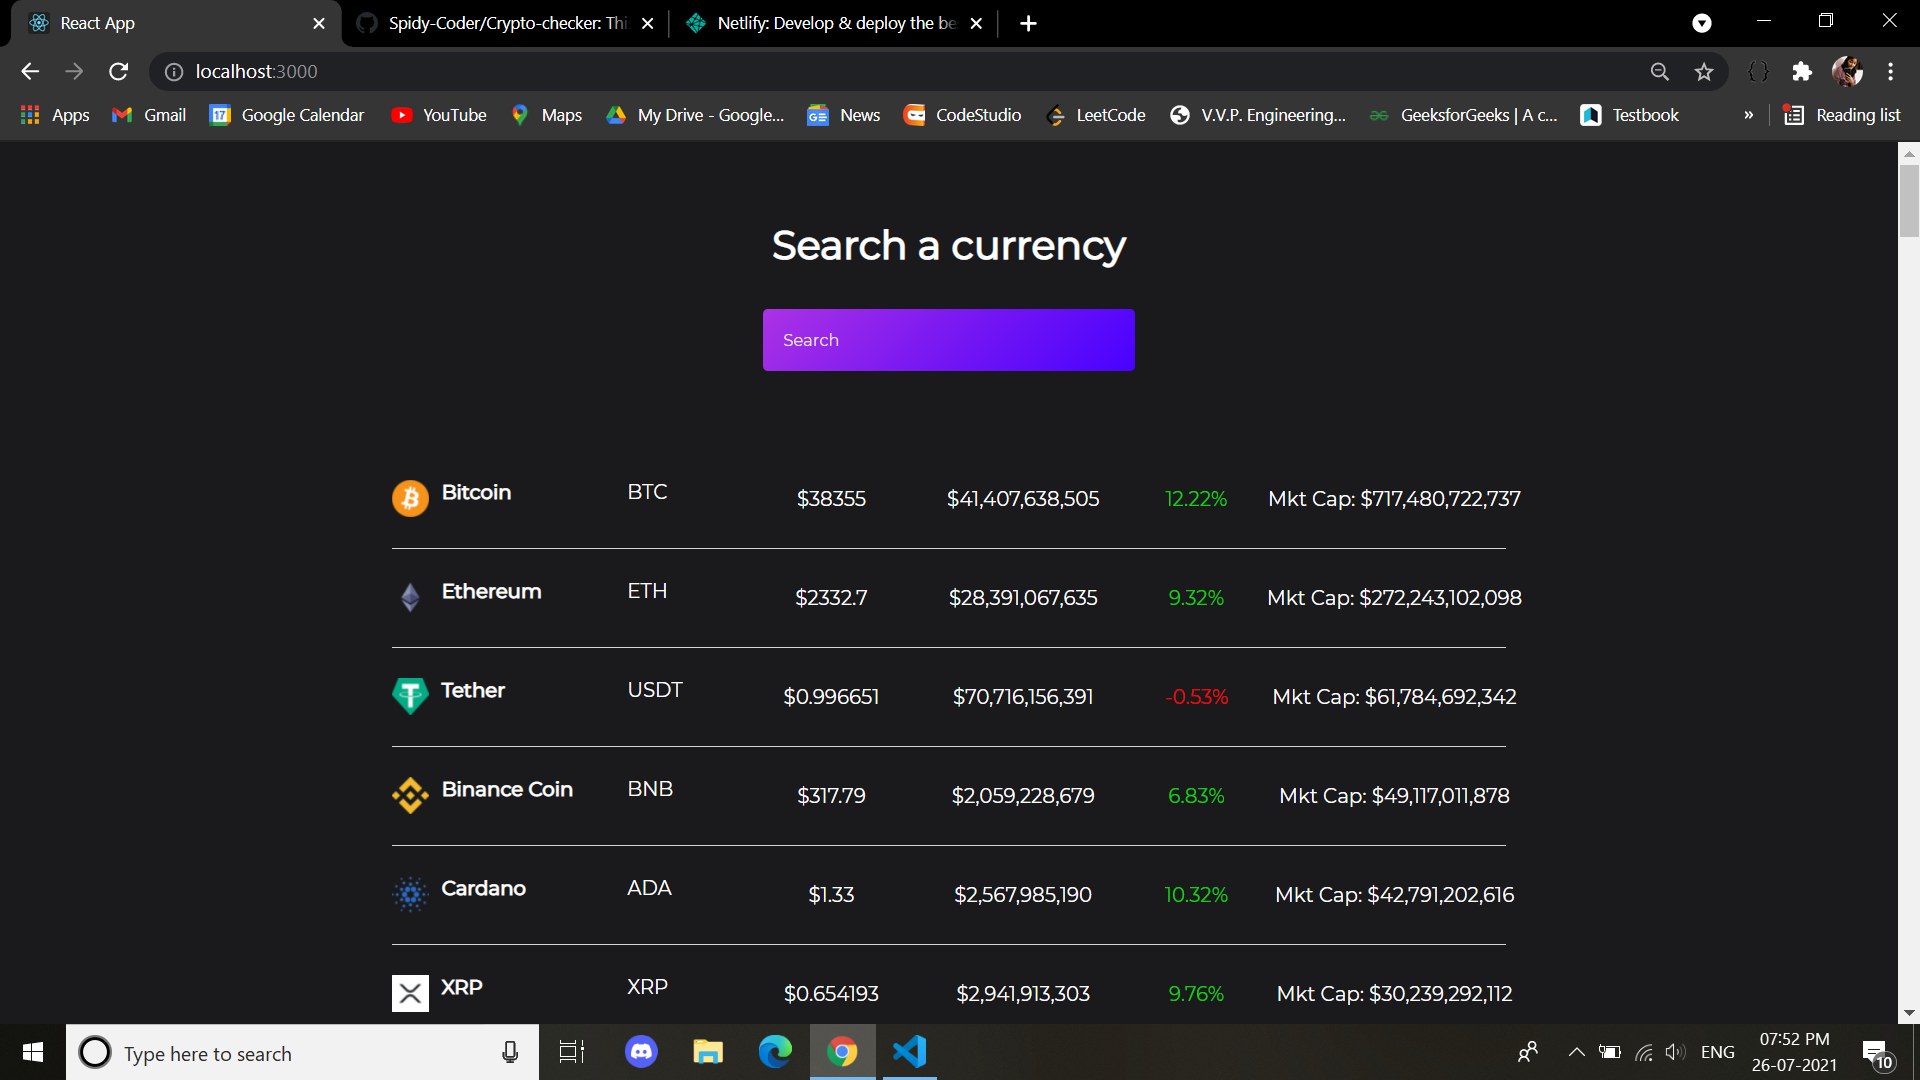 React App
Spidy-Coder/Crypto-checker: Thi
Netlify: Develop & deploy the be
localhost:3000
Apps
Gmail
17
Google Calendar
YouTube
Maps
My Drive - Google...
GE
News
CodeStudio
LeetCode
V.V.P. Engineering...
GeeksforGeeks | A c...
Testbook
»
Reading list
Search a currency
Search
Bitcoin BTC $38355 $41,407,638,505 12.22% Mkt Cap: $717,480,722,737
Ethereum ETH $2332.7 $28,391,067,635 9.32% Mkt Cap: $272,243,102,098
Tether USDT $0.996651 $70,716,156,391 -0.53% Mkt Cap: $61,784,692,342
Binance Coin BNB $317.79 $2,059,228,679 6.83% Mkt Cap: $49,117,011,878
Cardano ADA $1.33 $2,567,985,190 10.32% Mkt Cap: $42,791,202,616
XRP XRP $0.654193 $2,941,913,303 9.76% Mkt Cap: $30,239,292,112
Type here to search
ENG
07:52 PM
26-07-2021
10